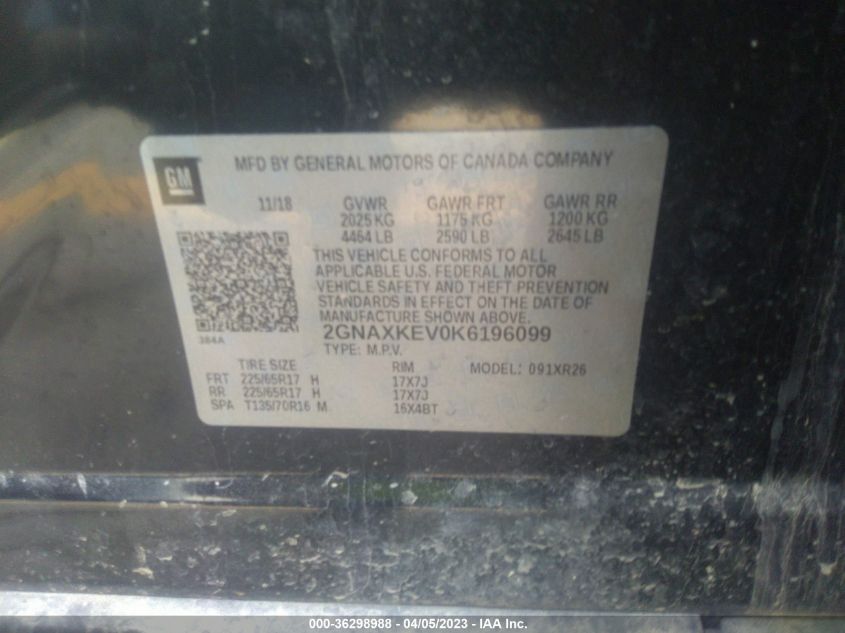 GM
MFD BY GENERAL MOTORS OF CANADA COMPANY
11/18 GVWR GAWR FRT GAWR RR
2025 KG 1175 KG 1200 KG
4464 LB 2590 LB 2645 LB
THIS VEHICLE CONFORMS TO ALL
APPLICABLE U.S. FEDERAL MOTOR
VEHICLE SAFETY AND THEFT PREVENTION
STANDARDS IN EFFECT ON THE DATE OF
MANUFACTURE SHOWN ABOVE.
384A
2GNAXKEV0K6196099
TYPE: M.P.V.
TIRE SIZE RIM MODEL: 091XR26
FRT 225/65R17 H 17X7J
RR 225/65R17 H 17X7J
SPA T135/70R16 M 16X4BT
000-36298988 - 04/05/2023 - IAA Inc.